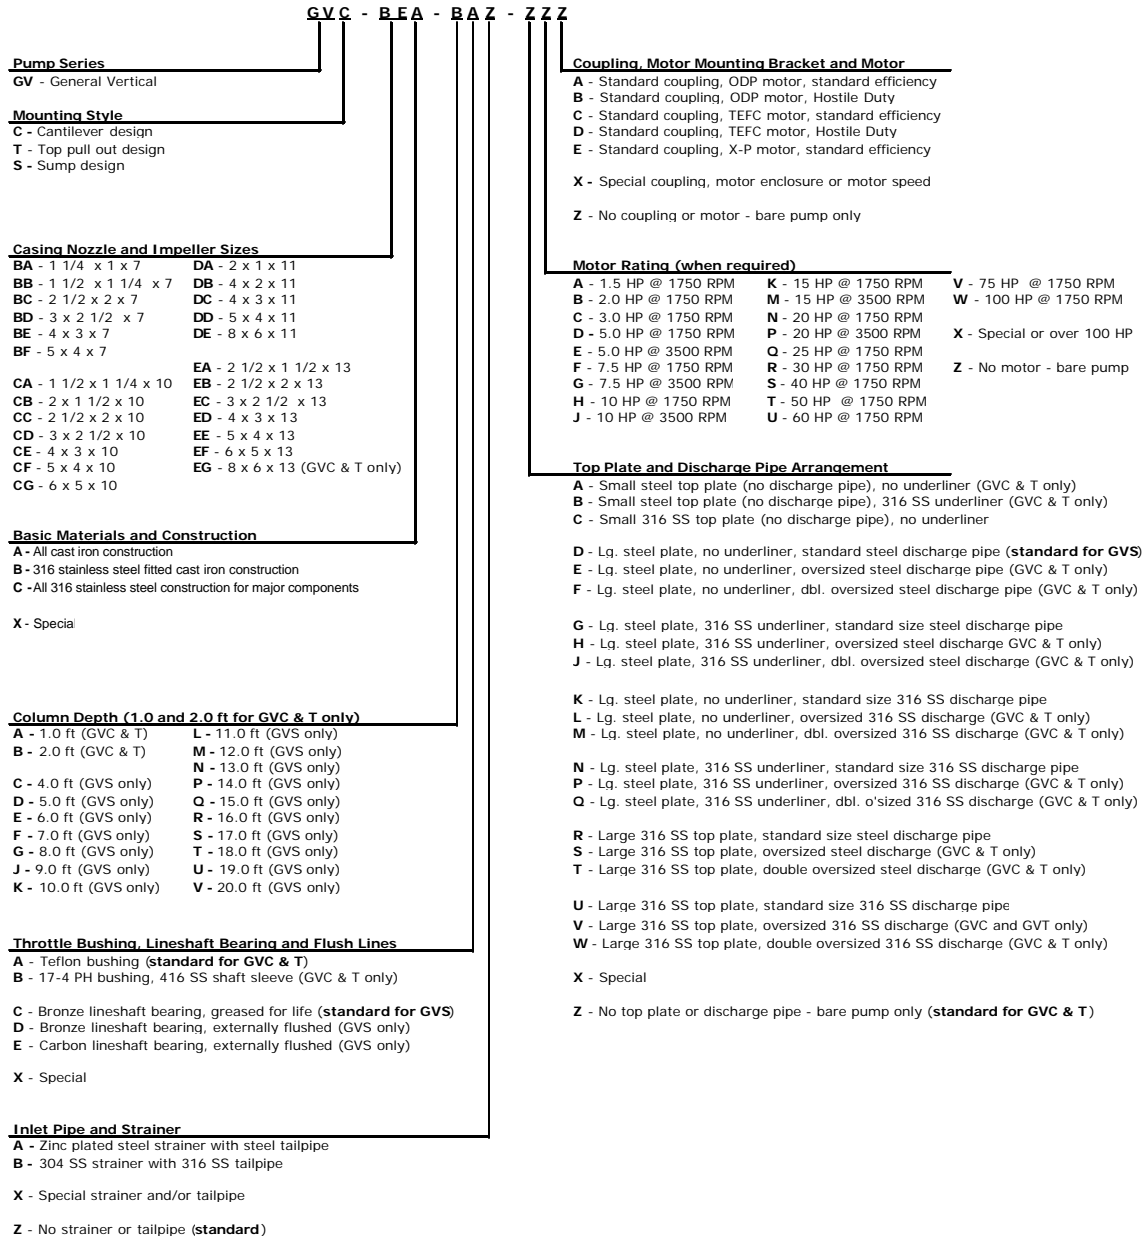 GVC - BEA - BAZ - ZZZ
Pump Series
GV - General Vertical
Mounting Style
C - Cantilever design
T - Top pull out design
S - Sump design
Casing Nozzle and Impeller Sizes
BA - 1 1/4 x 1 x 7
BB - 1 1/2 x 1 1/4 x 7
BC - 2 1/2 x 2 x 7
BD - 3 x 2 1/2 x 7
BE - 4 x 3 x 7
BF - 5 x 4 x 7
CA - 1 1/2 x 1 1/4 x 10
CB - 2 x 1 1/2 x 10
CC - 2 1/2 x 2 x 10
CD - 3 x 2 1/2 x 10
CE - 4 x 3 x 10
CF - 5 x 4 x 10
CG - 6 x 5 x 10
DA - 2 x 1 x 11
DB - 4 x 2 x 11
DC - 4 x 3 x 11
DD - 5 x 4 x 11
DE - 8 x 6 x 11
EA - 2 1/2 x 1 1/2 x 13
EB - 2 1/2 x 2 x 13
EC - 3 x 2 1/2 x 13
ED - 4 x 3 x 13
EE - 5 x 4 x 13
EF - 6 x 5 x 13
EG - 8 x 6 x 13 (GVC & T only)
Basic Materials and Construction
A - All cast iron construction
B - 316 stainless steel fitted cast iron construction
C - All 316 stainless steel construction for major components
X - Special
Column Depth (1.0 and 2.0 ft for GVC & T only)
A - 1.0 ft (GVC & T)
B - 2.0 ft (GVC & T)
C - 4.0 ft (GVS only)
D - 5.0 ft (GVS only)
E - 6.0 ft (GVS only)
F - 7.0 ft (GVS only)
G - 8.0 ft (GVS only)
J - 9.0 ft (GVS only)
K - 10.0 ft (GVS only)
L - 11.0 ft (GVS only)
M - 12.0 ft (GVS only)
N - 13.0 ft (GVS only)
P - 14.0 ft (GVS only)
Q - 15.0 ft (GVS only)
R - 16.0 ft (GVS only)
S - 17.0 ft (GVS only)
T - 18.0 ft (GVS only)
U - 19.0 ft (GVS only)
V - 20.0 ft (GVS only)
Throttle Bushing, Lineshaft Bearing and Flush Lines
A - Teflon bushing (standard for GVC & T)
B - 17-4 PH bushing, 416 SS shaft sleeve (GVC & T only)
C - Bronze lineshaft bearing, greased for life (standard for GVS)
D - Bronze lineshaft bearing, externally flushed (GVS only)
E - Carbon lineshaft bearing, externally flushed (GVS only)
X - Special
Inlet Pipe and Strainer
A - Zinc plated steel strainer with steel tailpipe
B - 304 SS strainer with 316 SS tailpipe
X - Special strainer and/or tailpipe
Z - No strainer or tailpipe (standard)
Coupling, Motor Mounting Bracket and Motor
A - Standard coupling, ODP motor, standard efficiency
B - Standard coupling, ODP motor, Hostile Duty
C - Standard coupling, TEFC motor, standard efficiency
D - Standard coupling, TEFC motor, Hostile Duty
E - Standard coupling, X-P motor, standard efficiency
X - Special coupling, motor enclosure or motor speed
Z - No coupling or motor - bare pump only
Motor Rating (when required)
A - 1.5 HP @ 1750 RPM
B - 2.0 HP @ 1750 RPM
C - 3.0 HP @ 1750 RPM
D - 5.0 HP @ 1750 RPM
E - 5.0 HP @ 3500 RPM
F - 7.5 HP @ 1750 RPM
G - 7.5 HP @ 3500 RPM
H - 10 HP @ 1750 RPM
J - 10 HP @ 3500 RPM
K - 15 HP @ 1750 RPM
M - 15 HP @ 3500 RPM
N - 20 HP @ 1750 RPM
P - 20 HP @ 3500 RPM
Q - 25 HP @ 1750 RPM
R - 30 HP @ 1750 RPM
S - 40 HP @ 1750 RPM
T - 50 HP @ 1750 RPM
U - 60 HP @ 1750 RPM
V - 75 HP @ 1750 RPM
W - 100 HP @ 1750 RPM
X - Special or over 100 HP
Z - No motor - bare pump
Top Plate and Discharge Pipe Arrangement
A - Small steel top plate (no discharge pipe), no underliner (GVC & T only)
B - Small steel top plate (no discharge pipe), 316 SS underliner (GVC & T only)
C - Small 316 SS top plate (no discharge pipe), no underliner
D - Lg. steel plate, no underliner, standard steel discharge pipe (standard for GVS)
E - Lg. steel plate, no underliner, oversized steel discharge pipe (GVC & T only)
F - Lg. steel plate, no underliner, dbl. oversized steel discharge pipe (GVC & T only)
G - Lg. steel plate, 316 SS underliner, standard size steel discharge pipe
H - Lg. steel plate, 316 SS underliner, oversized steel discharge GVC & T only)
J - Lg. steel plate, 316 SS underliner, dbl. oversized steel discharge (GVC & T only)
K - Lg. steel plate, no underliner, standard size 316 SS discharge pipe
L - Lg. steel plate, no underliner, oversized 316 SS discharge (GVC & T only)
M - Lg. steel plate, no underliner, dbl. oversized 316 SS discharge (GVC & T only)
N - Lg. steel plate, 316 SS underliner, standard size 316 SS discharge pipe
P - Lg. steel plate, 316 SS underliner, oversized 316 SS discharge (GVC & T only)
Q - Lg. steel plate, 316 SS underliner, dbl. o'sized 316 SS discharge (GVC & T only)
R - Large 316 SS top plate, standard size steel discharge pipe
S - Large 316 SS top plate, oversized steel discharge (GVC & T only)
T - Large 316 SS top plate, double oversized steel discharge (GVC & T only)
U - Large 316 SS top plate, standard size 316 SS discharge pipe
V - Large 316 SS top plate, oversized 316 SS discharge (GVC and GVT only)
W - Large 316 SS top plate, double oversized 316 SS discharge (GVC & T only)
X - Special
Z - No top plate or discharge pipe - bare pump only (standard for GVC & T)